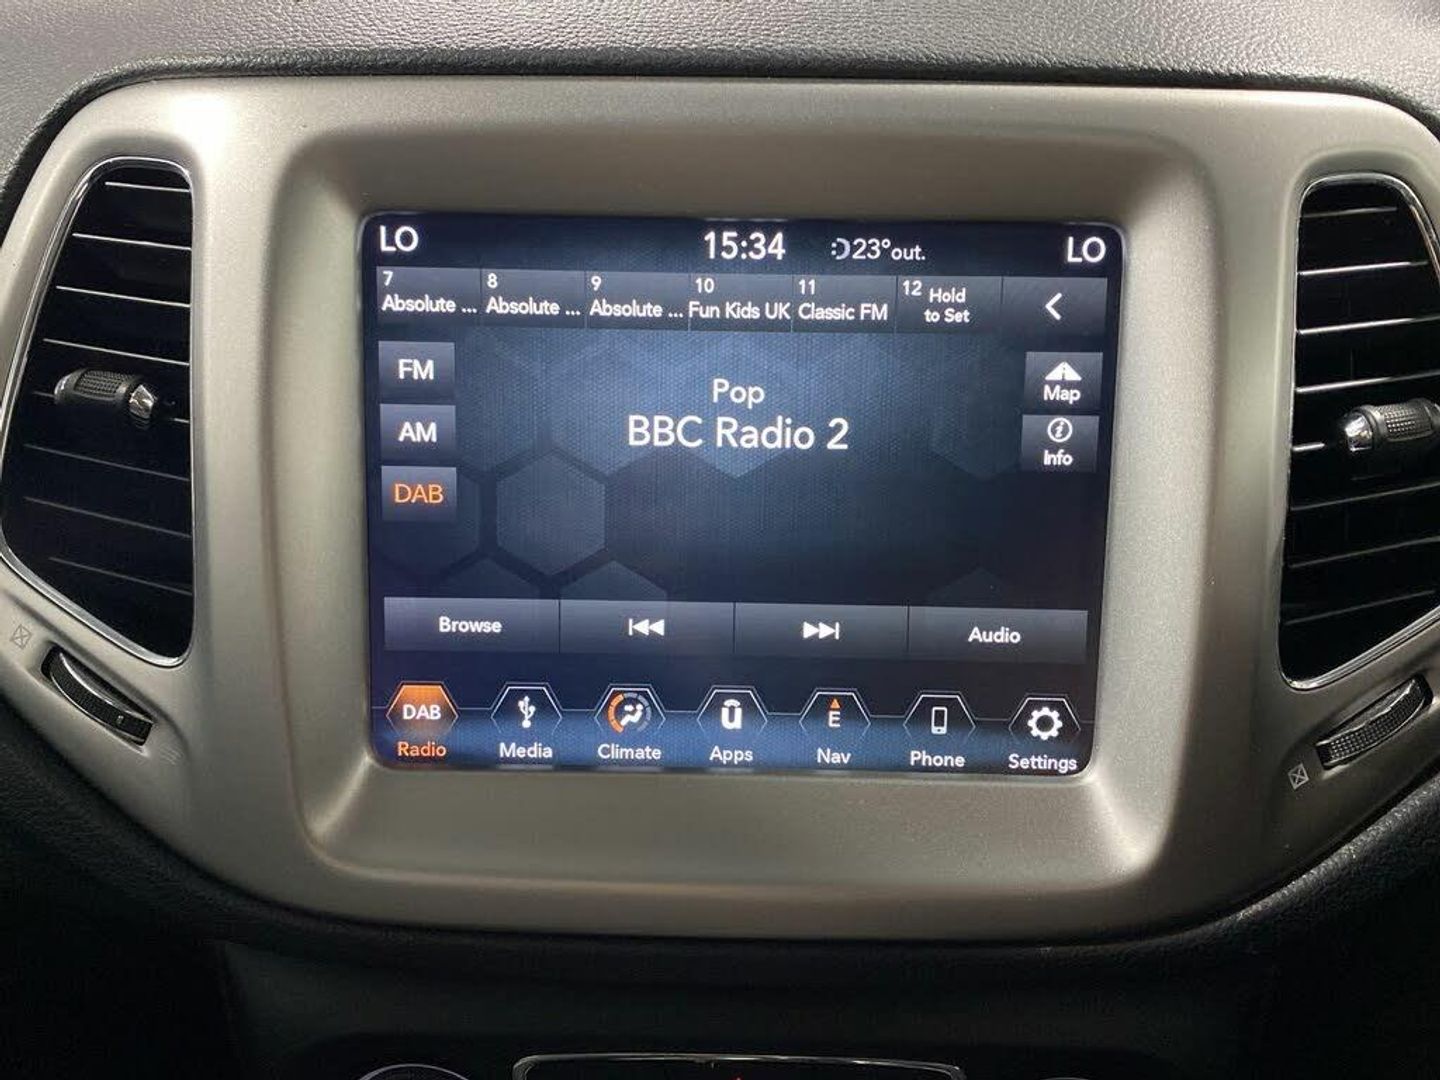 LO 15:34 23°out. LO
7 8 9 10 11 12 Hold
Absolute ... Absolute ... Absolute ... Fun Kids UK Classic FM to Set
FM
Pop
Map
AM
BBC Radio 2
i
Info
DAB
Browse Audio
DAB u E
Radio Media Climate Apps Nav Phone Settings